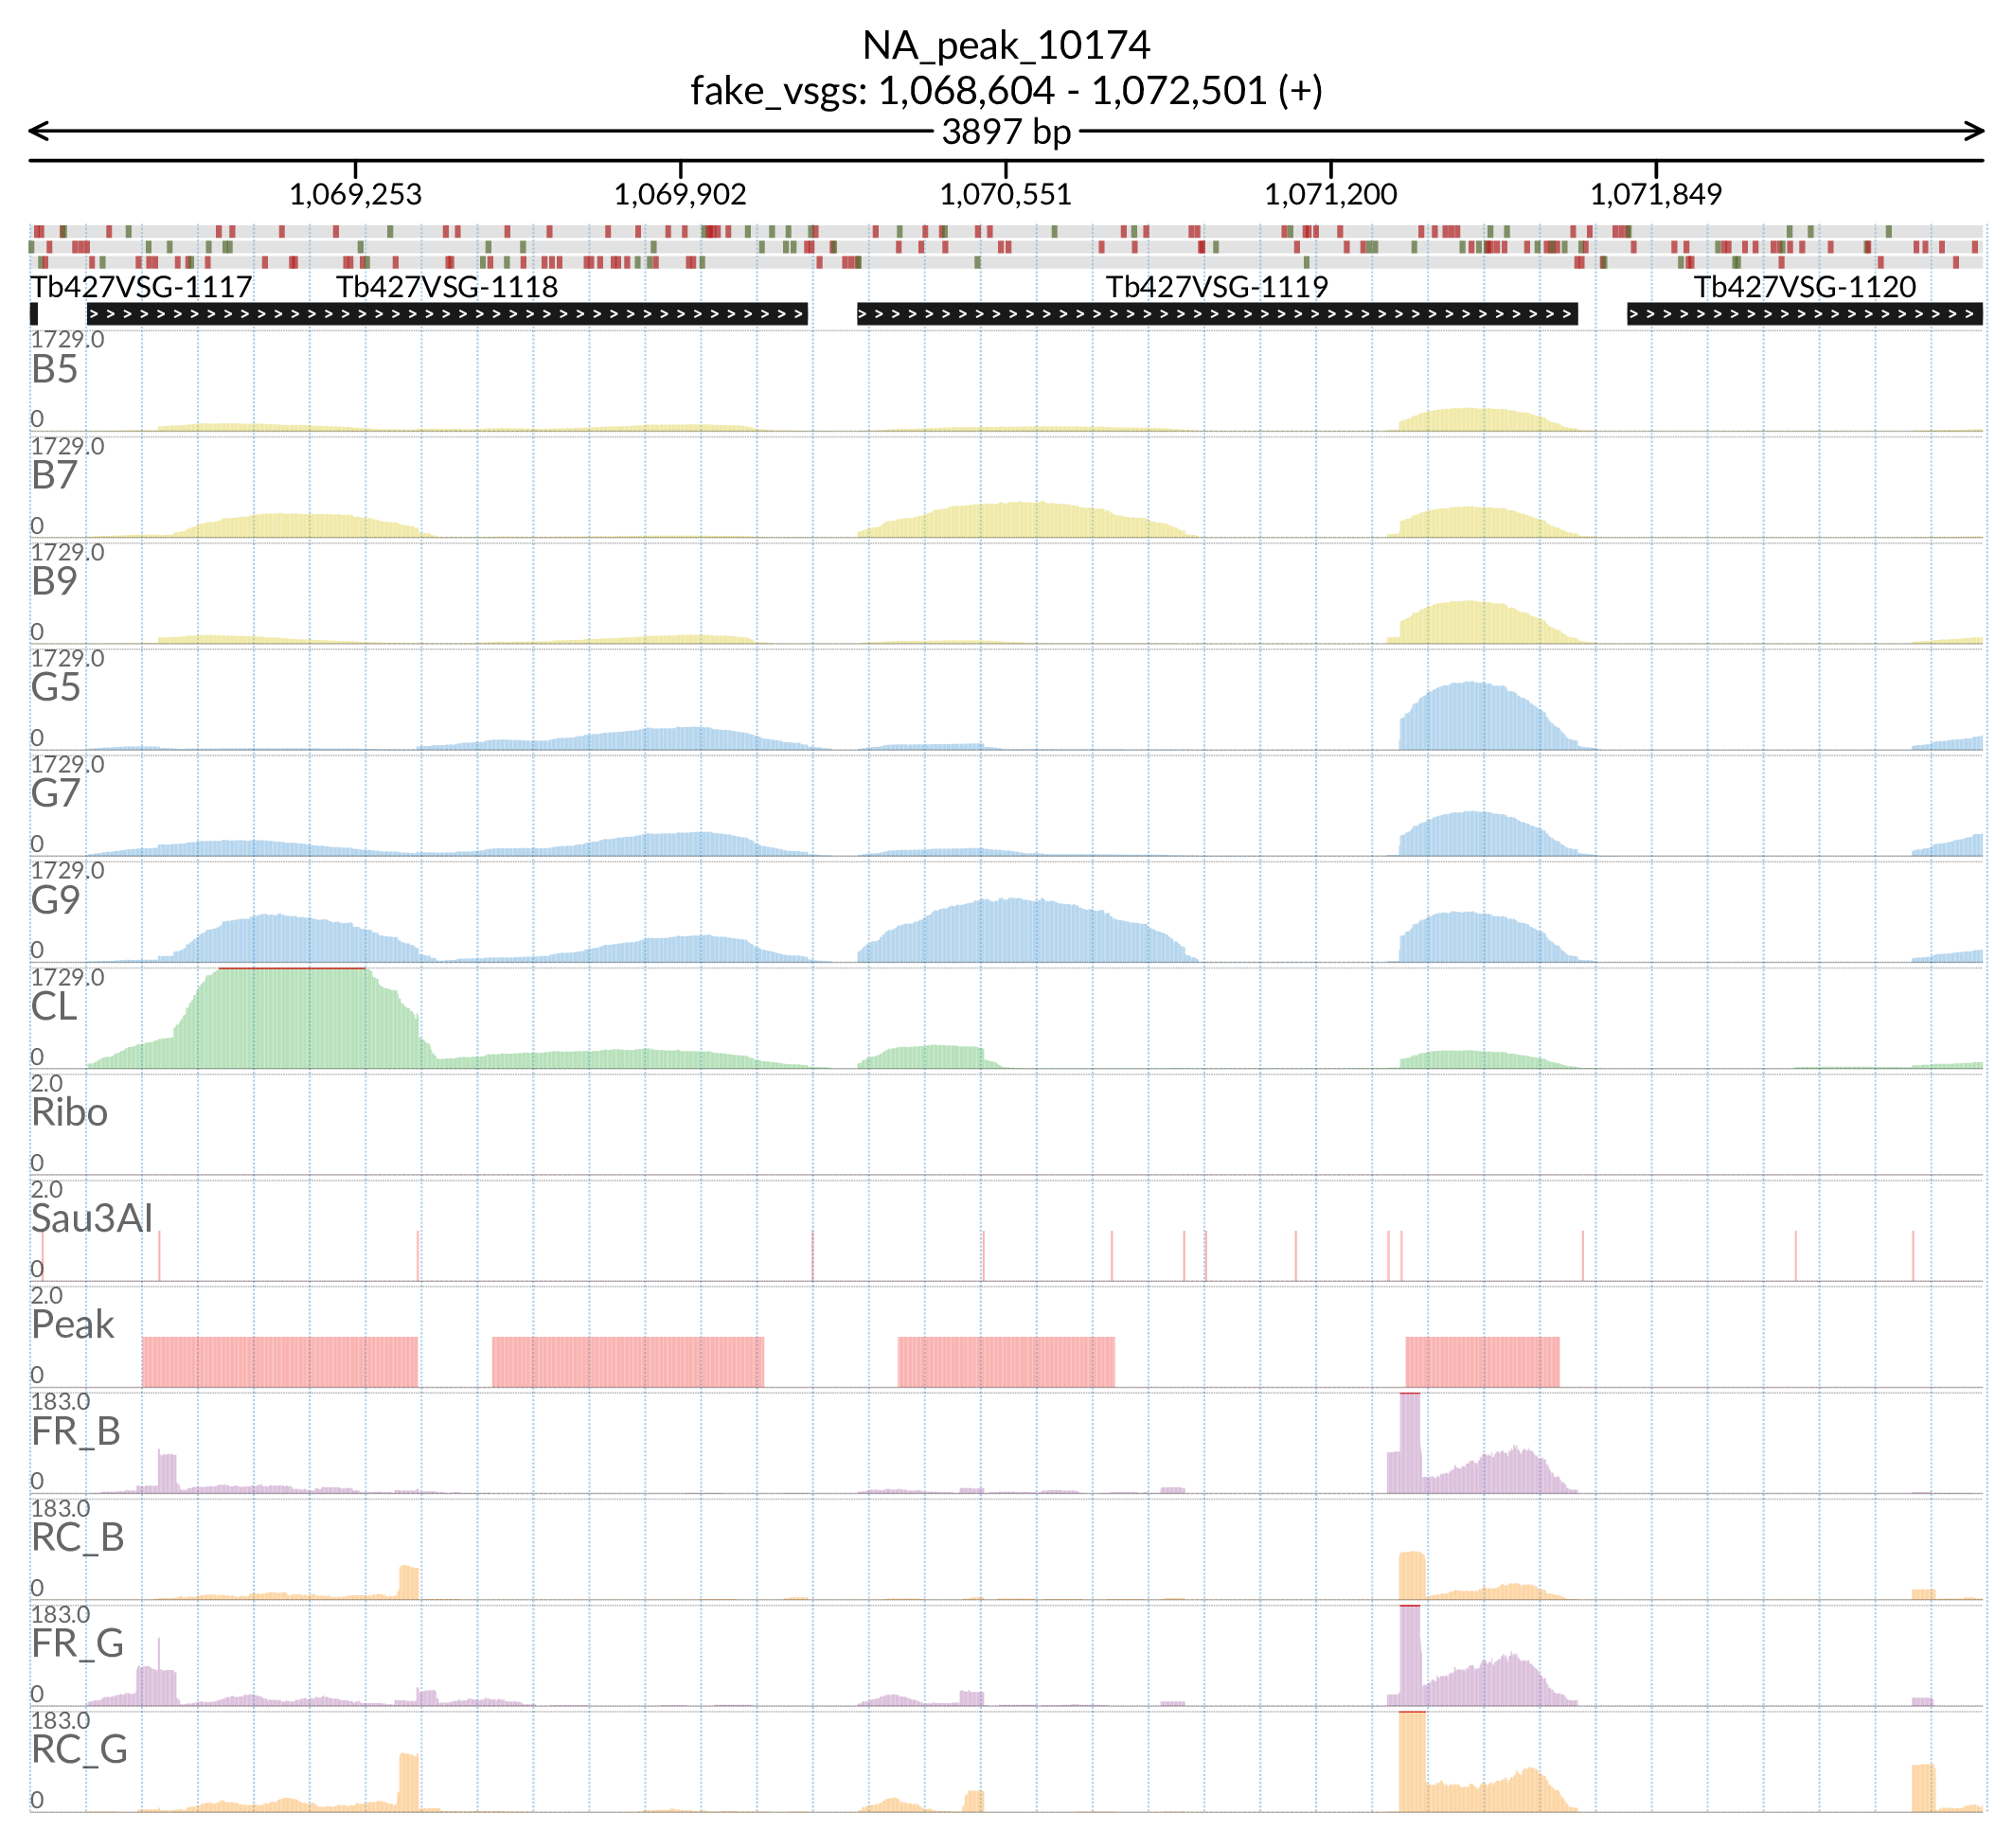 NA_peak_10174
fake_vsgs: 1,068,604 - 1,072,501 (+)
3897 bp
1,069,253 1,069,902 1,070,551 1,071,200 1,071,849
Tb427VSG-1117 Tb427VSG-1118 Tb427VSG-1119 Tb427VSG-1120
1729.0
B5
0
1729.0
B7
0
1729.0
B9
0
1729.0
G5
0
1729.0
G7
0
1729.0
G9
0
1729.0
CL
0
2.0
Ribo
0
2.0
Sau3AI
0
2.0
Peak
0
183.0
FR_B
0
183.0
RC_B
0
183.0
FR_G
0
183.0
RC_G
0